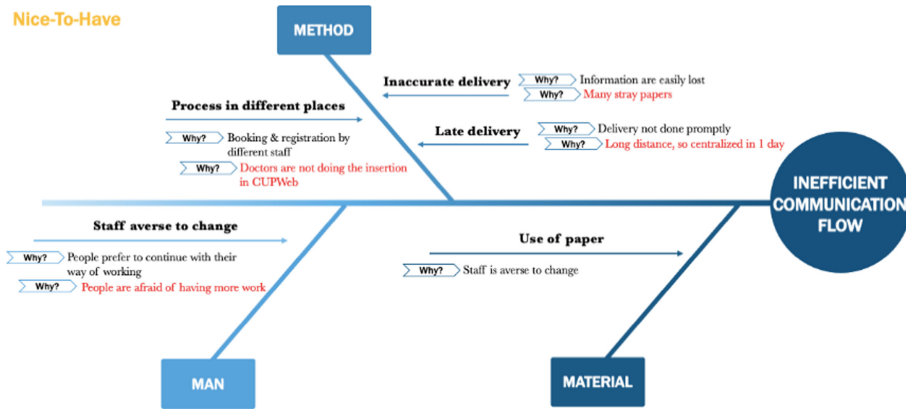 Nice-To-Have
METHOD
Inaccurate delivery
Why? Information are easily lost
Why? Many stray papers
Process in different places
Why? Booking & registration by
different staff
Why? Doctors are not doing the insertion
in CUPWeb
Late delivery
Why? Delivery not done promptly
Why? Long distance, so centralized in 1 day
INEFFICIENT
COMMUNICATION
FLOW
Staff averse to change
Why? People prefer to continue with their
way of working
Why? People are afraid of having more work
Use of paper
Why? Staff is averse to change
MAN
MATERIAL